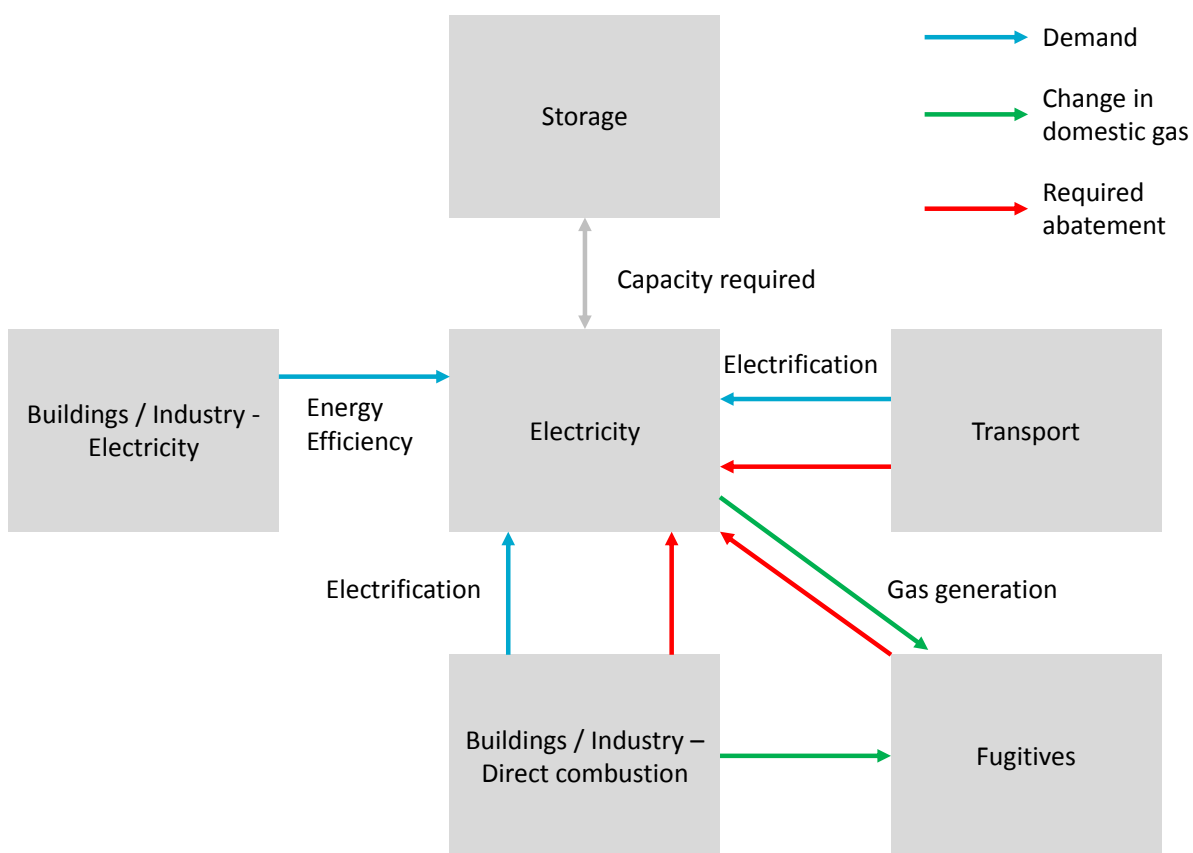 Demand
Change in
domestic gas
Required
abatement
Storage
Capacity required
Buildings / Industry -
Electricity
Energy
Efficiency
Electricity
Electrification
Transport
Electrification
Gas generation
Buildings / Industry –
Direct combustion
Fugitives